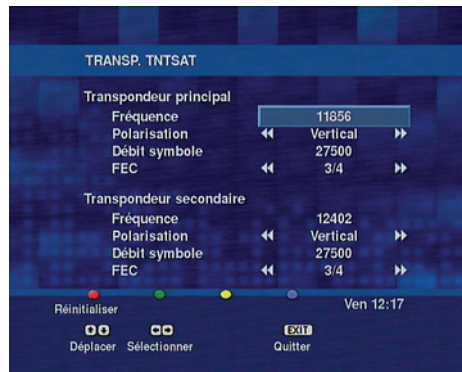 TRANSP. TNTSAT
Transpondeur principal
Fréquence 11856
Polarisation Vertical
Débit symbole 27500
FEC 3/4
Transpondeur secondaire
Fréquence 12402
Polarisation Vertical
Débit symbole 27500
FEC 3/4
Réinitialiser
Ven 12:17
EXIT
Déplacer Sélectionner Quitter